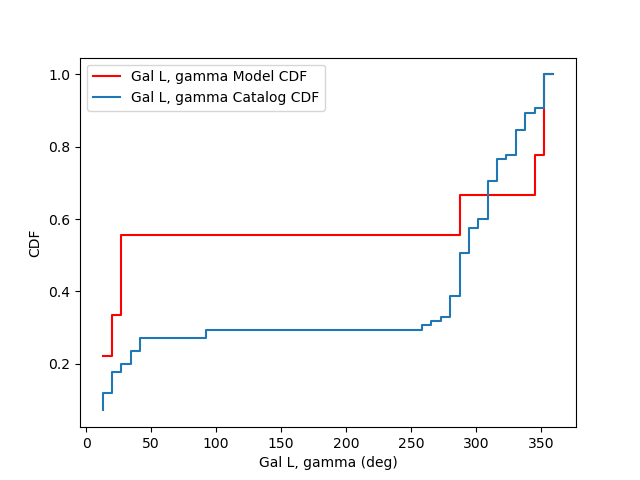 Gal L, gamma Model CDF
Gal L, gamma Catalog CDF
1.0
0.8
0.6
0.4
0.2
CDF
0 50 100 150 200 250 300 350
Gal L, gamma (deg)